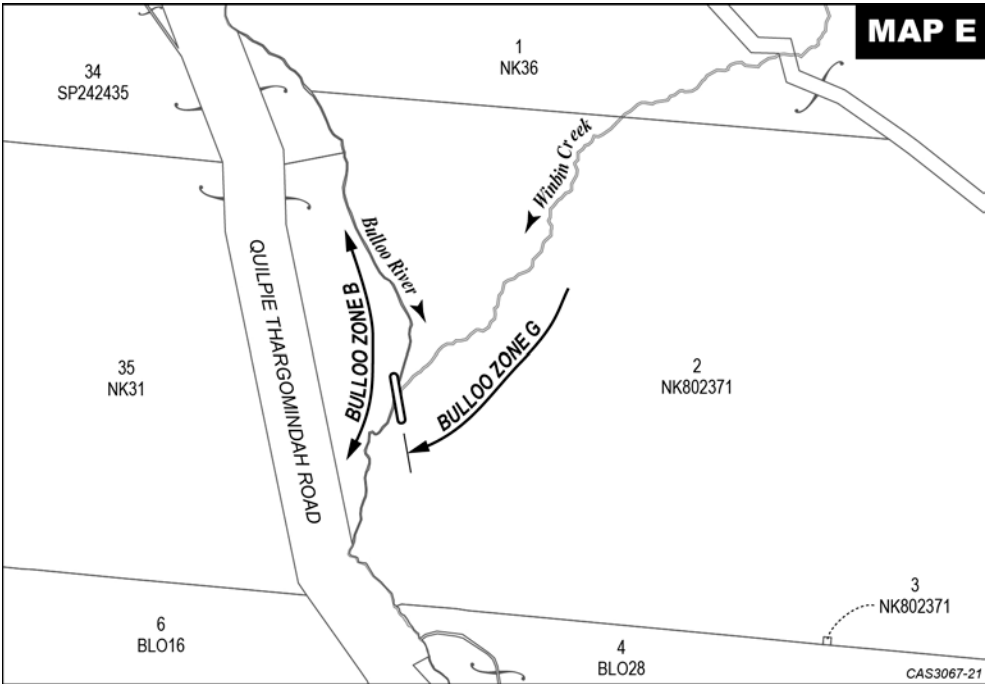 MAP E
1
NK36
34
SP242435
Winbin Creek
Bulloo River
QUILPIE THARGOMINDAH ROAD
BULLOO ZONE B
BULLOO ZONE G
35
NK31
2
NK802371
3
NK802371
6
BLO16
4
BLO28
CAS3067-21